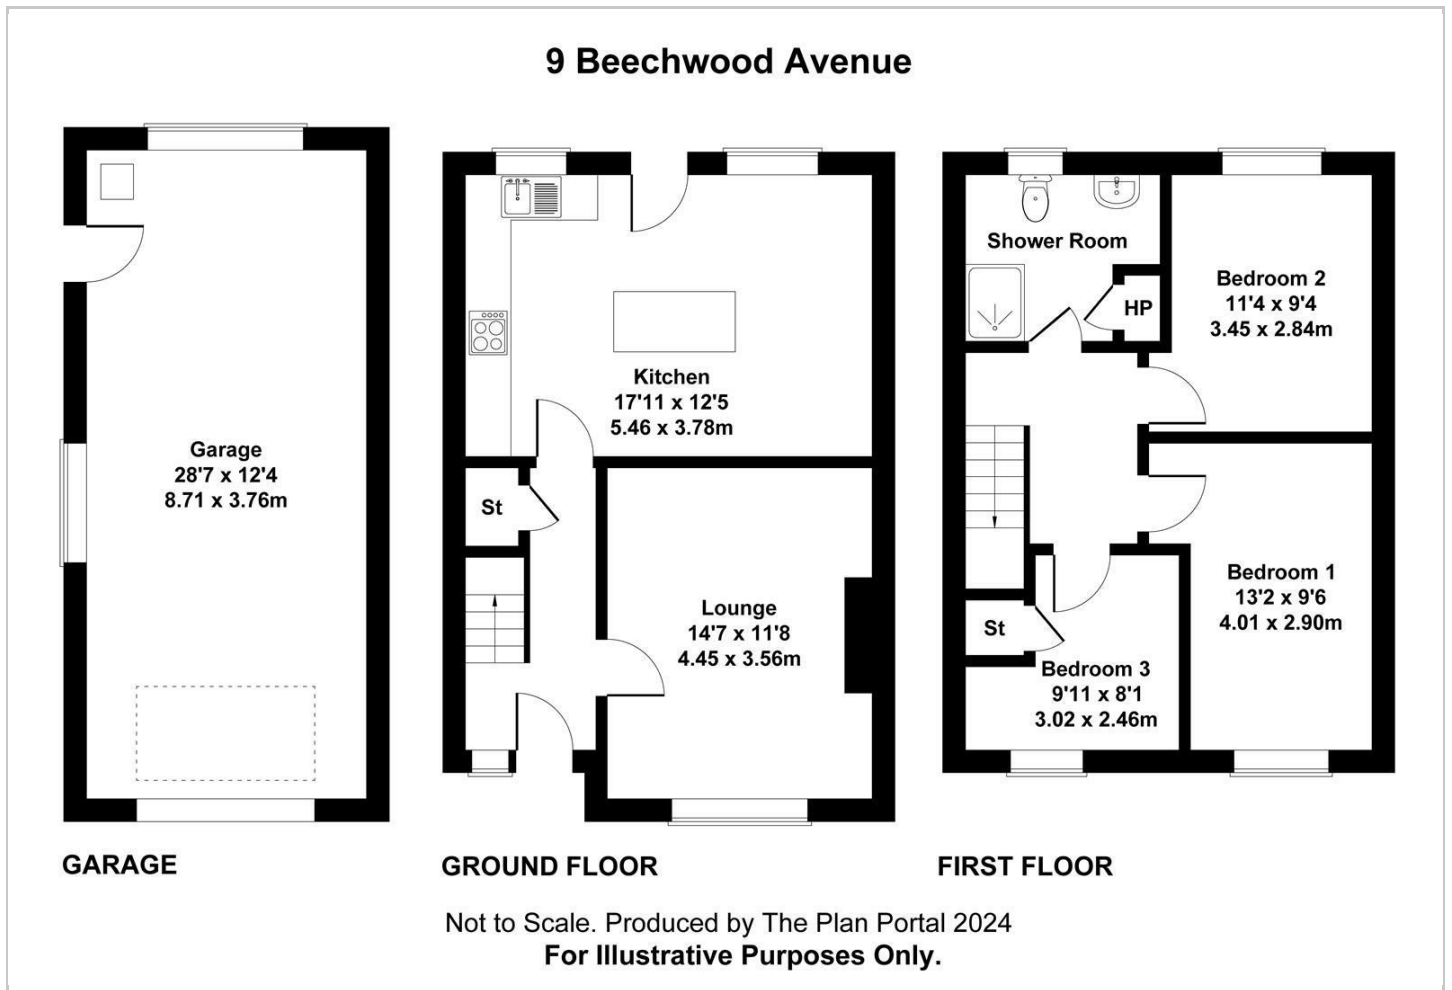 9 Beechwood Avenue
Garage
28'7 x 12'4
8.71 x 3.76m
GARAGE
Kitchen
17'11 x 12'5
5.46 x 3.78m
St
Lounge
14'7 x 11'8
4.45 x 3.56m
GROUND FLOOR
Shower Room
HP
Bedroom 2
11'4 x 9'4
3.45 x 2.84m
Bedroom 1
13'2 x 9'6
4.01 x 2.90m
St
Bedroom 3
9'11 x 8'1
3.02 x 2.46m
FIRST FLOOR
Not to Scale. Produced by The Plan Portal 2024
For Illustrative Purposes Only.